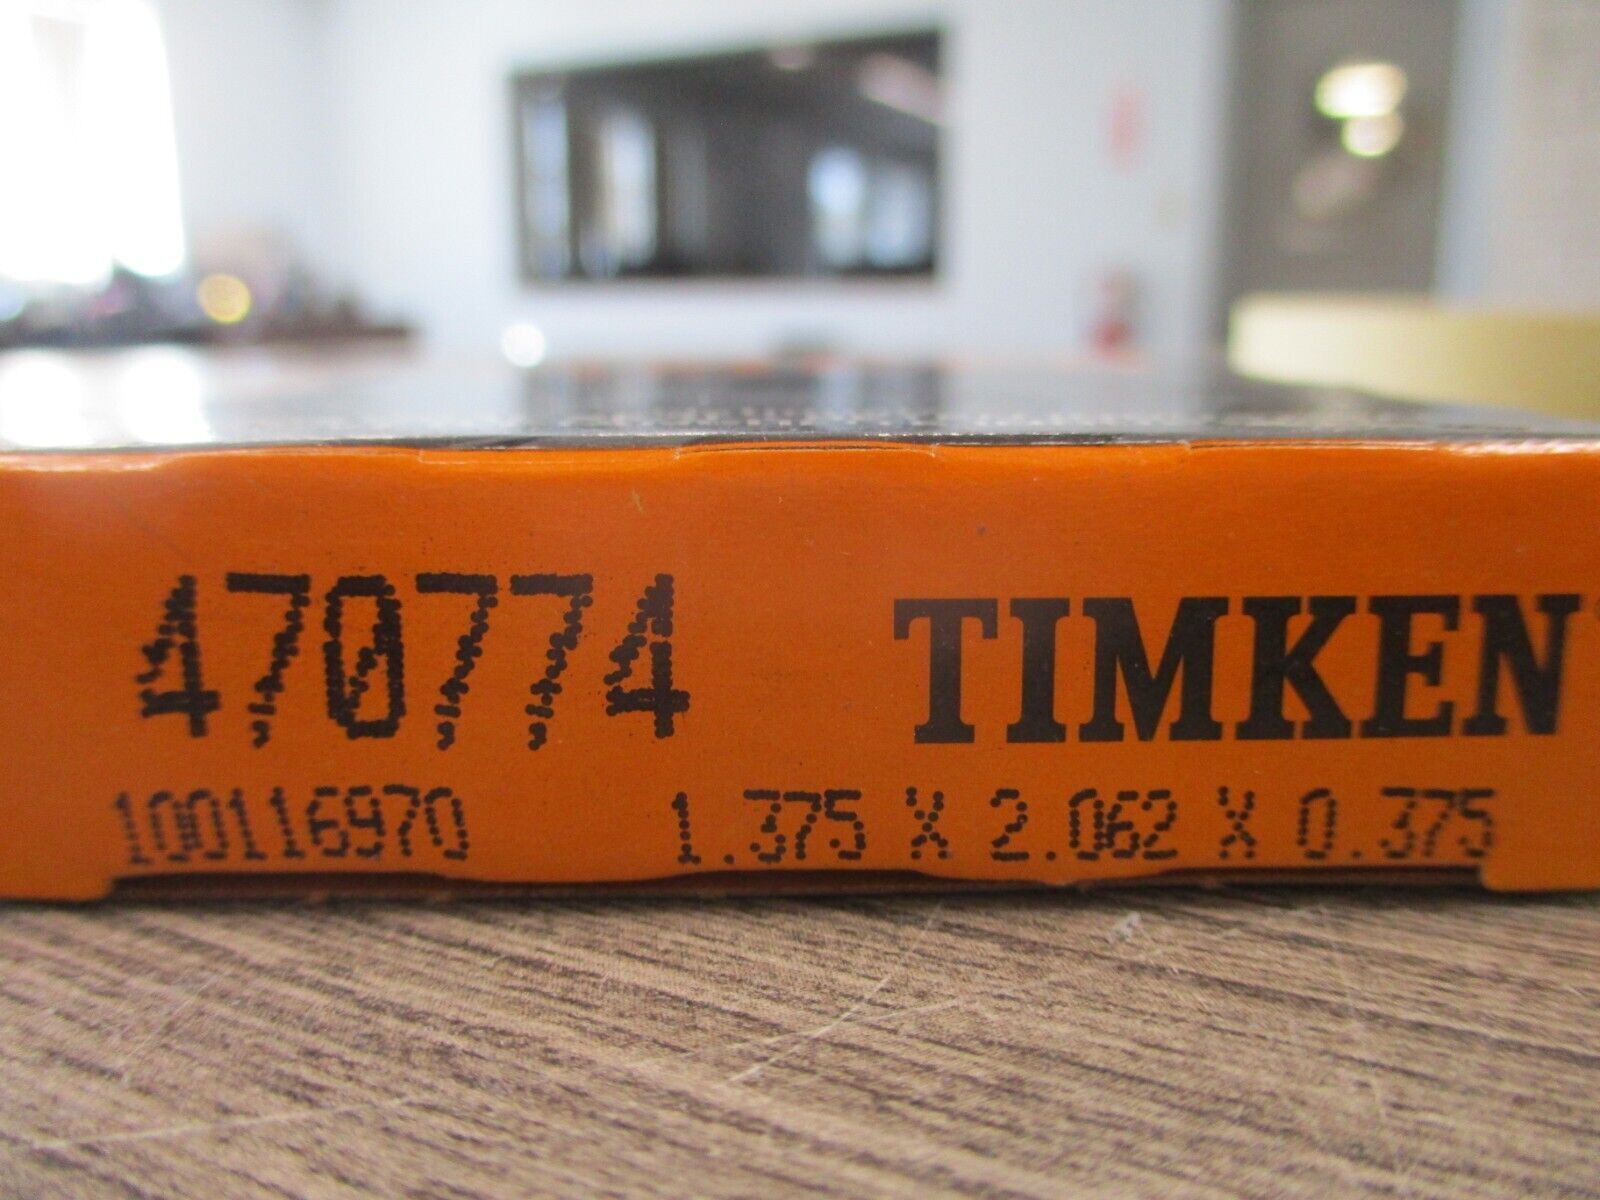 470774 TIMKEN
100116970 1.375 X 2.062 X 0.375